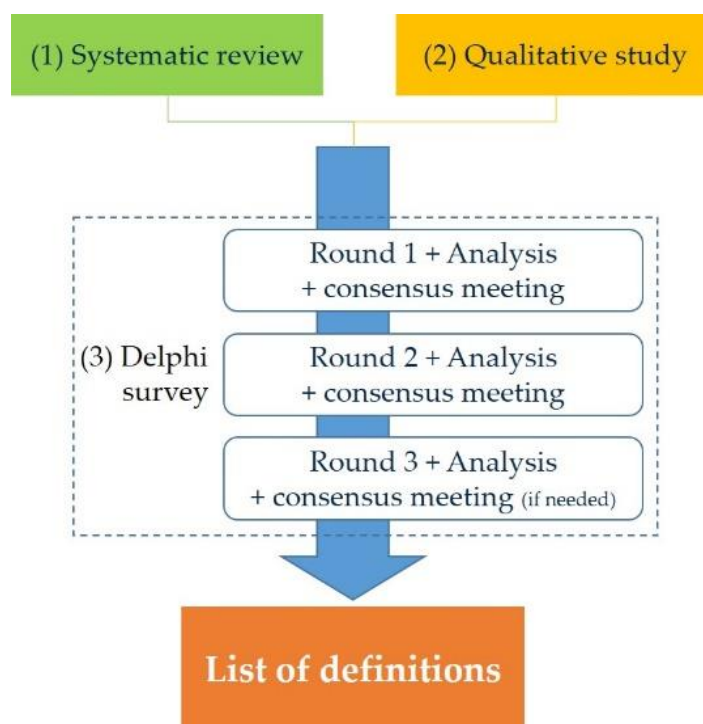 (1) Systematic review
(2) Qualitative study
Round 1 + Analysis
+ consensus meeting
(3) Delphi
survey
Round 2 + Analysis
+ consensus meeting
Round 3 + Analysis
+ consensus meeting (if needed)
List of definitions